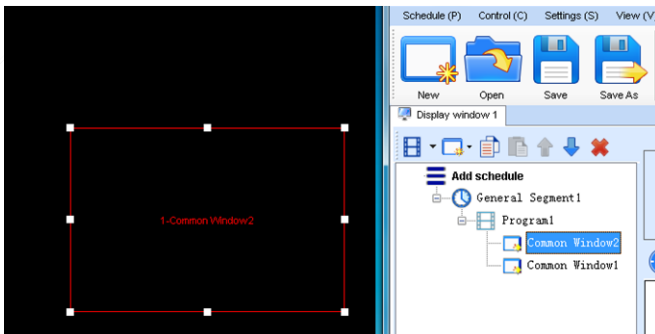 Schedule (P) Control (C) Settings (S) View (V
New Open Save Save As
Display window 1
Add schedule
General Segment1
Program1
1-Common Window2
Common Window2
Common Window1